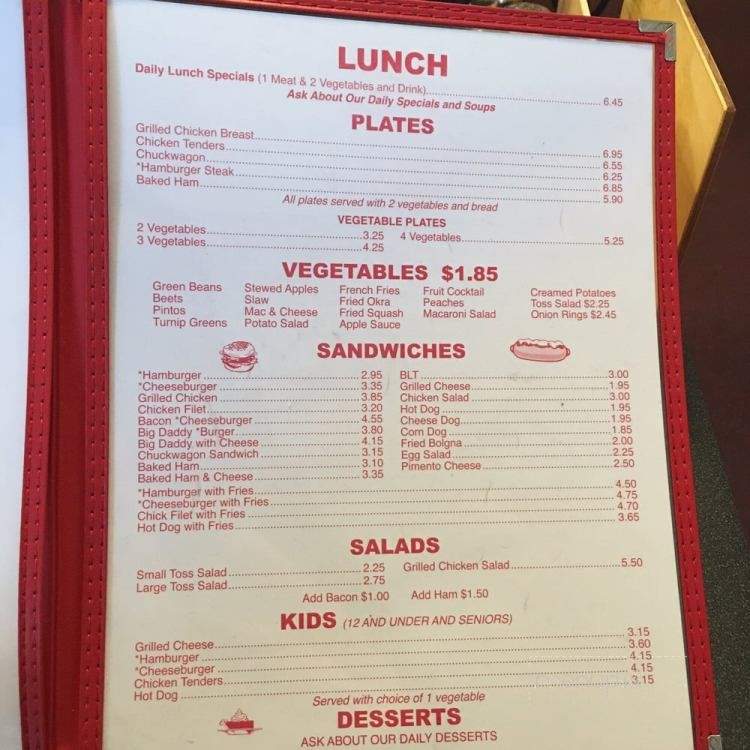 LUNCH
Daily Lunch Specials (1 Meat & 2 Vegetables and Drink) 6.45
Ask About Our Daily Specials and Soups
PLATES
Grilled Chicken Breast 6.95
Chicken Tenders 6.55
Chuckwagon 6.25
*Hamburger Steak 6.85
Baked Ham 5.90
All plates served with 2 vegetables and bread
VEGETABLE PLATES
2 Vegetables 3.25 4 Vegetables 5.25
3 Vegetables 4.25
VEGETABLES $1.85
Green Beans Stewed Apples French Fries Fruit Cocktail Creamed Potatoes
Beets Slaw Fried Okra Peaches Toss Salad $2.25
Pintos Mac & Cheese Fried Squash Macaroni Salad Onion Rings $2.45
Turnip Greens Potato Salad Apple Sauce
SANDWICHES
*Hamburger 2.95 BLT 3.00
*Cheeseburger 3.35 Grilled Cheese 1.95
Grilled Chicken 3.85 Chicken Salad 3.00
Chicken Filet 3.20 Hot Dog 1.95
Bacon *Cheeseburger 4.55 Cheese Dog 1.95
Big Daddy *Burger 3.80 Corn Dog 1.85
Big Daddy with Cheese 4.15 Fried Bolgna 2.00
Chuckwagon Sandwich 3.15 Egg Salad 2.25
Baked Ham 3.10 Pimento Cheese 2.50
Baked Ham & Cheese 3.35
*Hamburger with Fries 4.50
*Cheeseburger with Fries 4.75
Chick Filet with Fries 4.70
Hot Dog with Fries 3.65
SALADS
Small Toss Salad 2.25 Grilled Chicken Salad 5.50
Large Toss Salad 2.75
Add Bacon $1.00 Add Ham $1.50
KIDS (12 AND UNDER AND SENIORS)
Grilled Cheese 3.15
*Hamburger 3.60
*Cheeseburger 4.15
Chicken Tenders 4.15
Hot Dog 3.15
Served with choice of 1 vegetable
DESSERTS
ASK ABOUT OUR DAILY DESSERTS